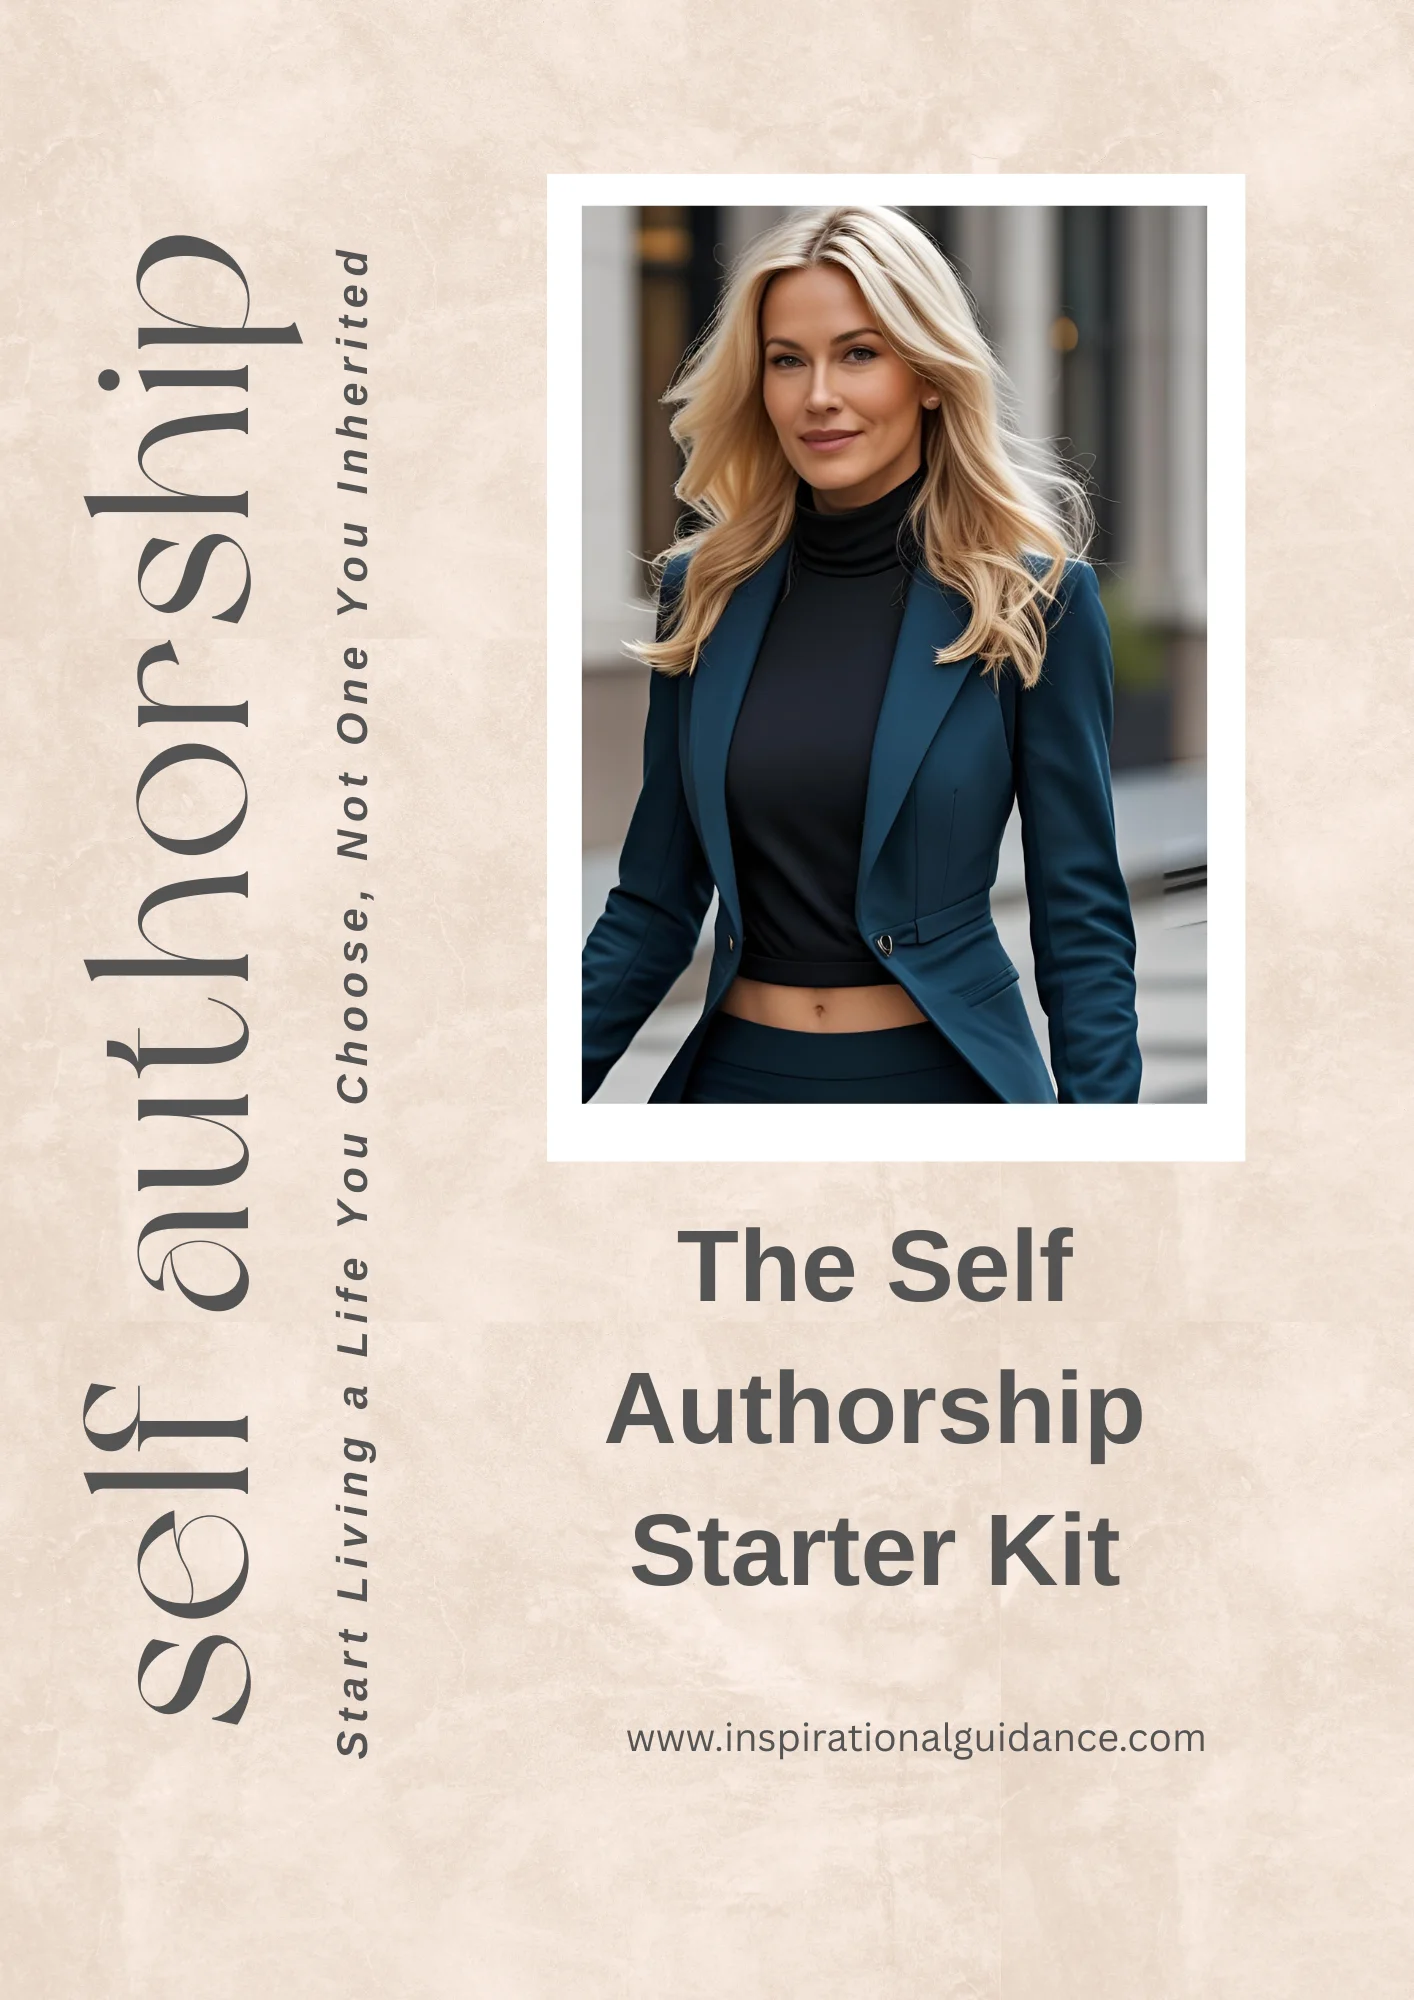 self authorship
Start Living a Life You Choose, Not One You Inherited
The Self
Authorship
Starter Kit
www.inspirationalguidance.com